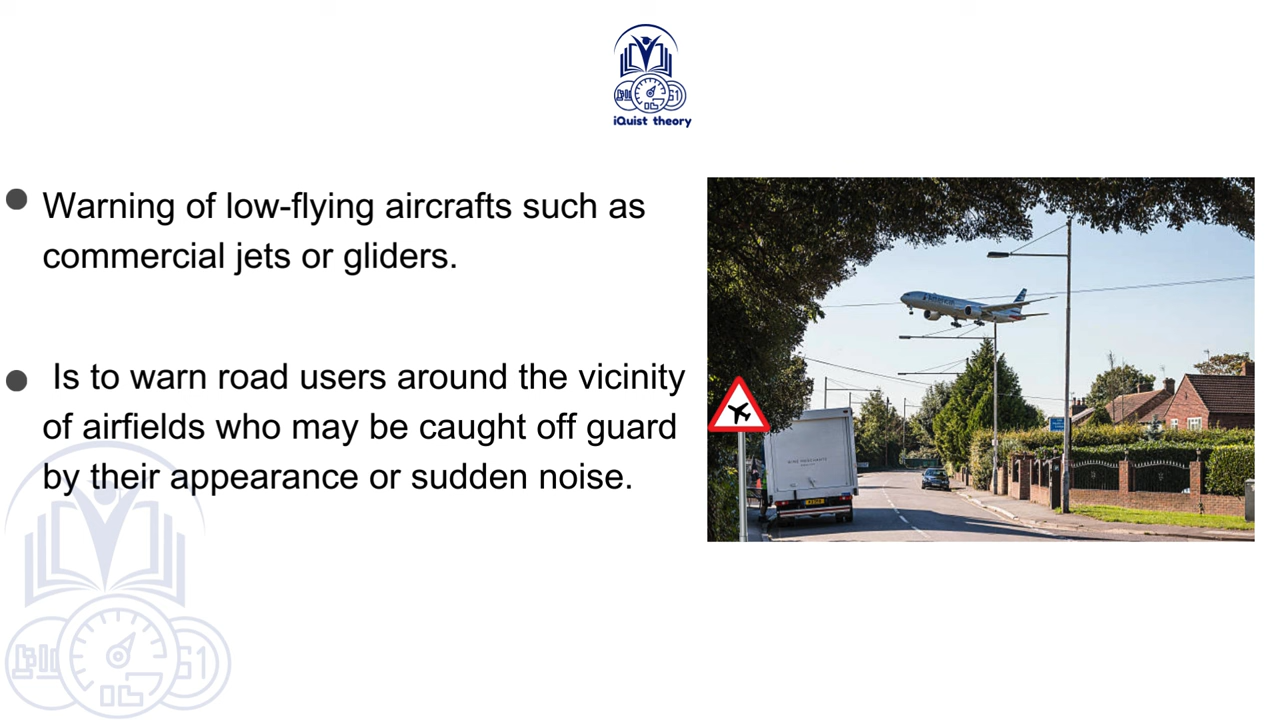 iQuist theory
Warning of low-flying aircrafts such as
commercial jets or gliders.
Is to warn road users around the vicinity
of airfields who may be caught off guard
by their appearance or sudden noise.